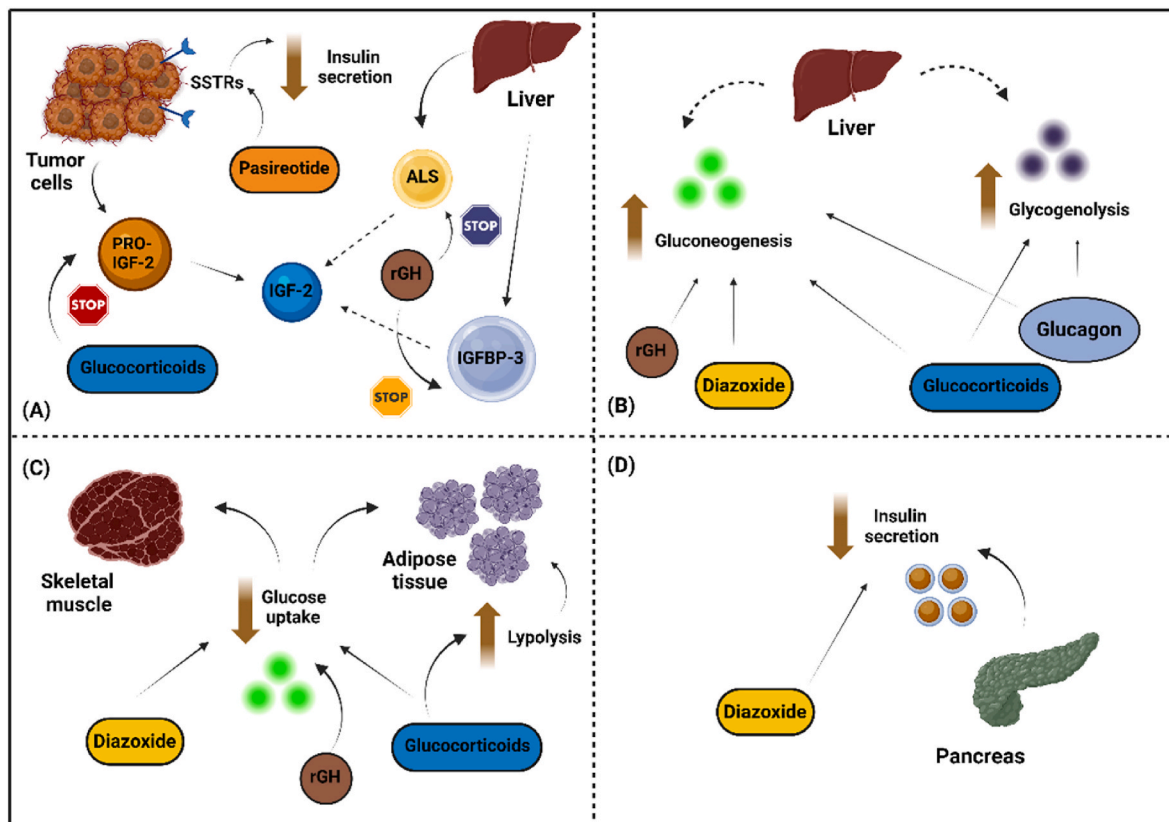 (A)
SSTRs
Insulin
secretion
Liver
Tumor
cells
Pasireotide
ALS
STOP
PRO-
IGF-2
IGF-2
rGH
STOP
IGFBP-3
Glucocorticoids
STOP
(B)
Liver
Gluconeogenesis
Glycogenolysis
rGH
Diazoxide
Glucocorticoids
Glucagon
(C)
Skeletal
muscle
Adipose
tissue
Glucose
uptake
Lypolysis
Diazoxide
rGH
Glucocorticoids
(D)
Insulin
secretion
Diazoxide
Pancreas